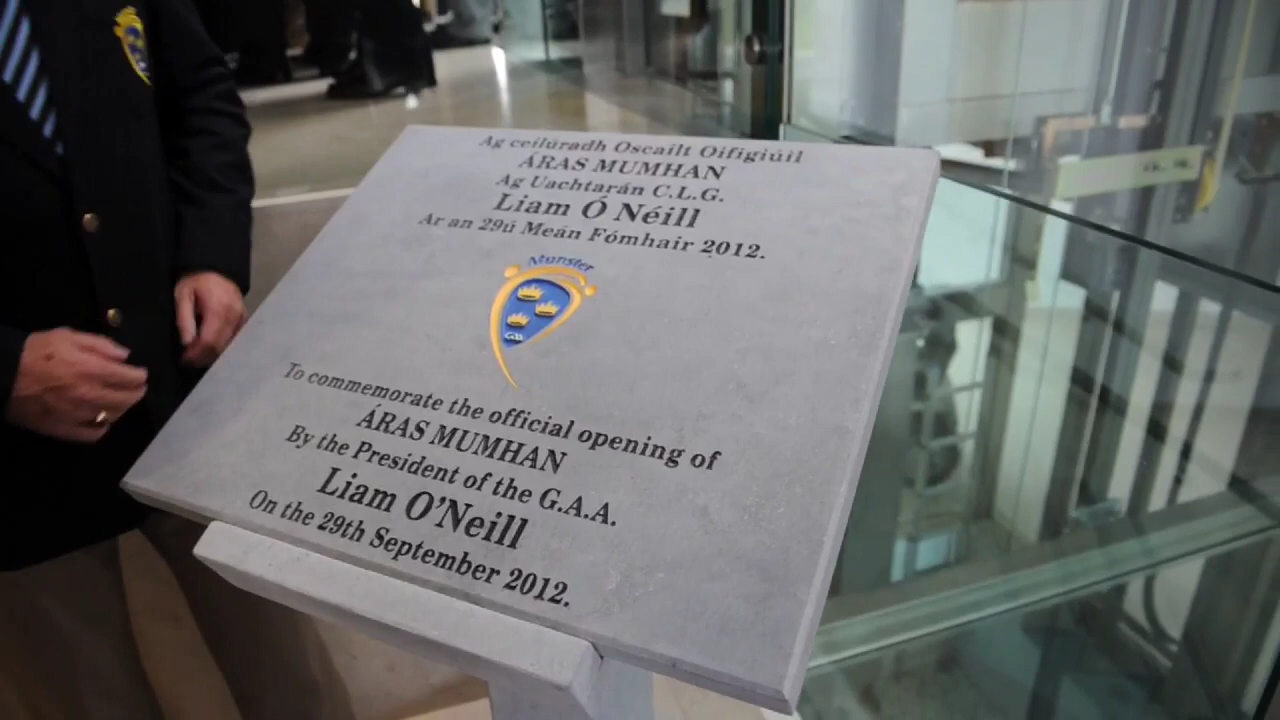 Ag ceilúradh Oscailt Oifigiúil
ÁRAS MUMHAN
Ag Uachtarán C.L.G.
Liam Ó Néill
Ar an 29ú Meán Fómhair 2012.
Munster
GAA
To commemorate the official opening of
ÁRAS MUMHAN
By the President of the G.A.A.
Liam O'Neill
On the 29th September 2012.